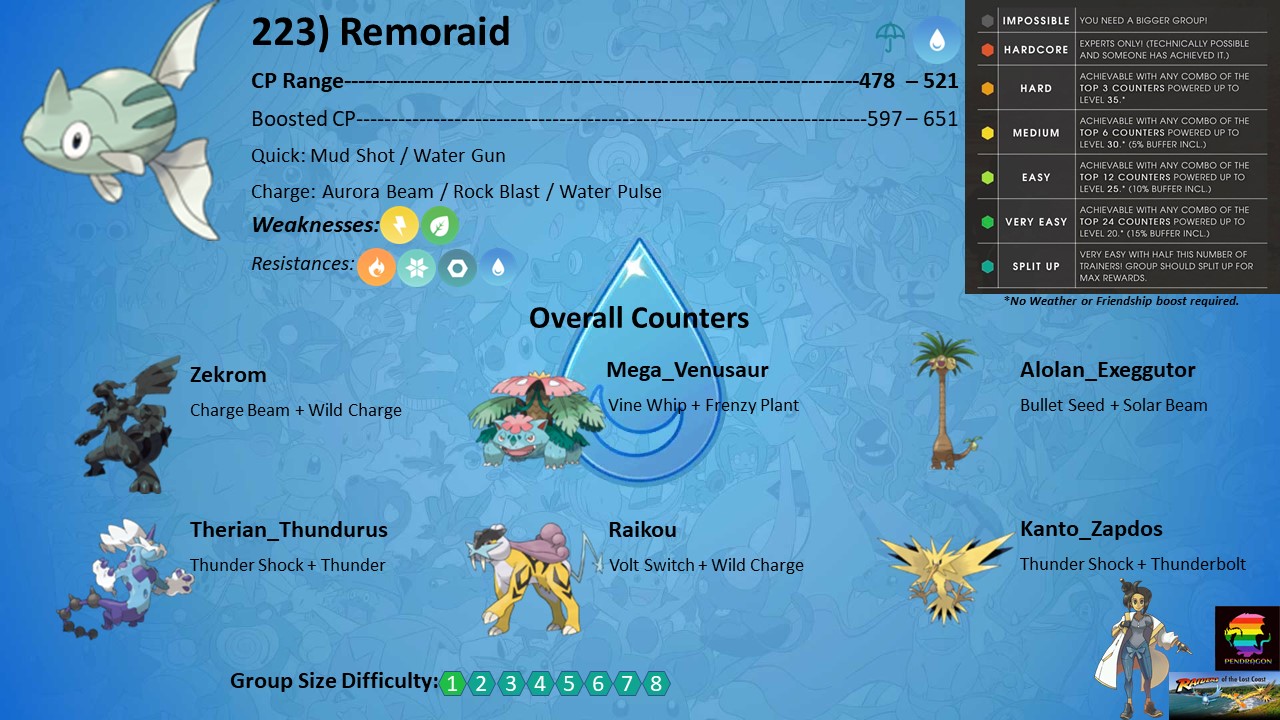 223) Remoraid
CP Range---------------------------------------------------------------------------478 – 521
Boosted CP-------------------------------------------------------------------------597 – 651
Quick: Mud Shot / Water Gun
Charge: Aurora Beam / Rock Blast / Water Pulse
Weaknesses:
Resistances:
IMPOSSIBLE YOU NEED A BIGGER GROUP!
HARDCORE EXPERTS ONLY! (TECHNICALLY POSSIBLE
AND SOMEONE HAS ACHIEVED IT.)
HARD ACHIEVABLE WITH ANY COMBO OF THE
TOP 3 COUNTERS POWERED UP TO
LEVEL 35.*
MEDIUM ACHIEVABLE WITH ANY COMBO OF THE
TOP 6 COUNTERS POWERED UP TO
LEVEL 30.* (5% BUFFER INCL.)
EASY ACHIEVABLE WITH ANY COMBO OF THE
TOP 12 COUNTERS POWERED UP TO
LEVEL 25.* (10% BUFFER INCL.)
VERY EASY ACHIEVABLE WITH ANY COMBO OF THE
TOP 24 COUNTERS POWERED UP TO
LEVEL 20.* (15% BUFFER INCL.)
SPLIT UP VERY EASY WITH HALF THIS NUMBER OF
TRAINERS! GROUP SHOULD SPLIT UP FOR
MAX REWARDS.
*No Weather or Friendship boost required.
Overall Counters
Zekrom
Charge Beam + Wild Charge
Mega_Venusaur
Vine Whip + Frenzy Plant
Alolan_Exeggutor
Bullet Seed + Solar Beam
Therian_Thundurus
Thunder Shock + Thunder
Raikou
Volt Switch + Wild Charge
Kanto_Zapdos
Thunder Shock + Thunderbolt
Group Size Difficulty: 1 2 3 4 5 6 7 8
PENDRAGON
RAIDERS of the Lost Coast